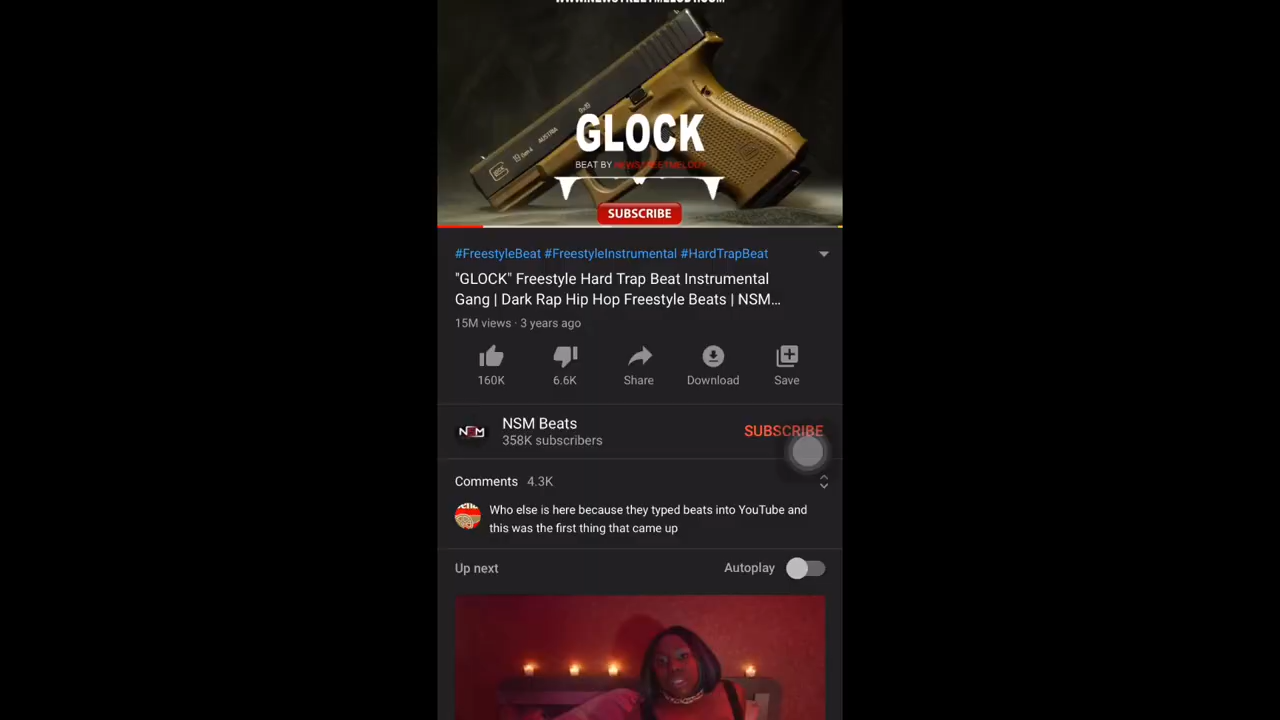 GLOCK
BEAT BY NEWSTREETMELODY
SUBSCRIBE
#FreestyleBeat #FreestyleInstrumental #HardTrapBeat
"GLOCK" Freestyle Hard Trap Beat Instrumental
Gang | Dark Rap Hip Hop Freestyle Beats | NSM...
15M views · 3 years ago
160K 6.6K Share Download Save
NSM
NSM Beats
358K subscribers
SUBSCRIBE
Comments 4.3K
Who else is here because they typed beats into YouTube and
this was the first thing that came up
Up next Autoplay